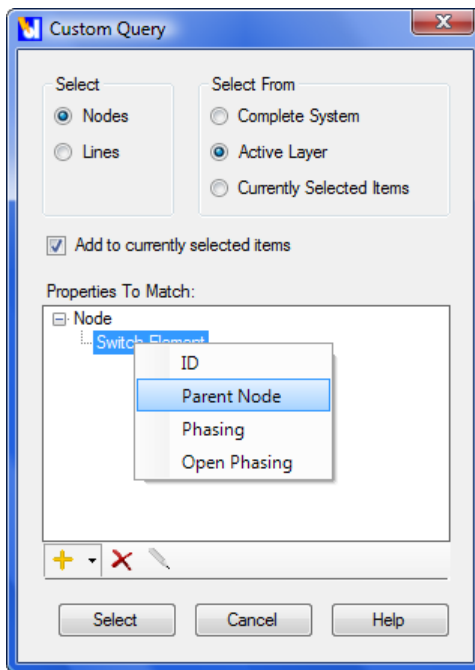 Custom Query
Select
Nodes
Lines
Select From
Complete System
Active Layer
Currently Selected Items
Add to currently selected items
Properties To Match:
Node
Switch Element
ID
Parent Node
Phasing
Open Phasing
Select
Cancel
Help